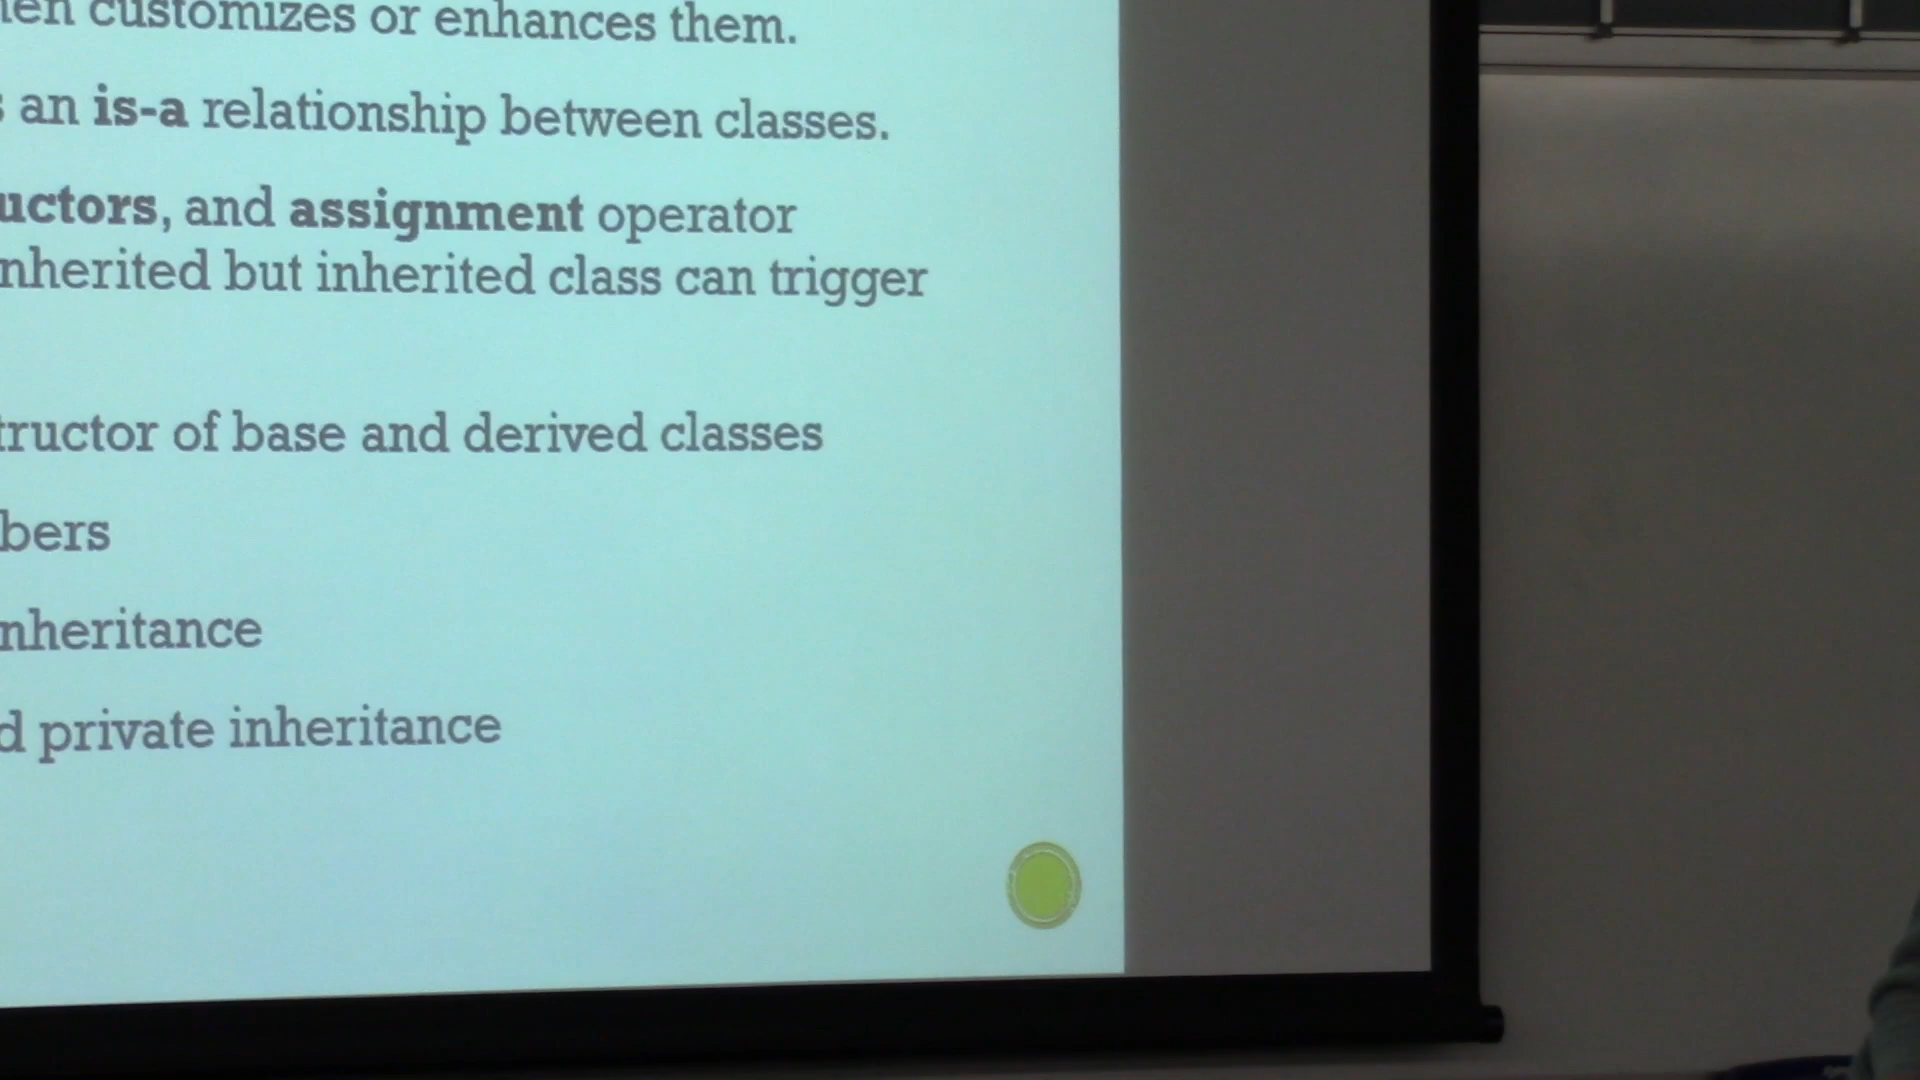 customizes or enhances them.
an is-a relationship between classes.
uctors, and assignment operator
nherited but inherited class can trigger
tructor of base and derived classes
bers
nheritance
d private inheritance